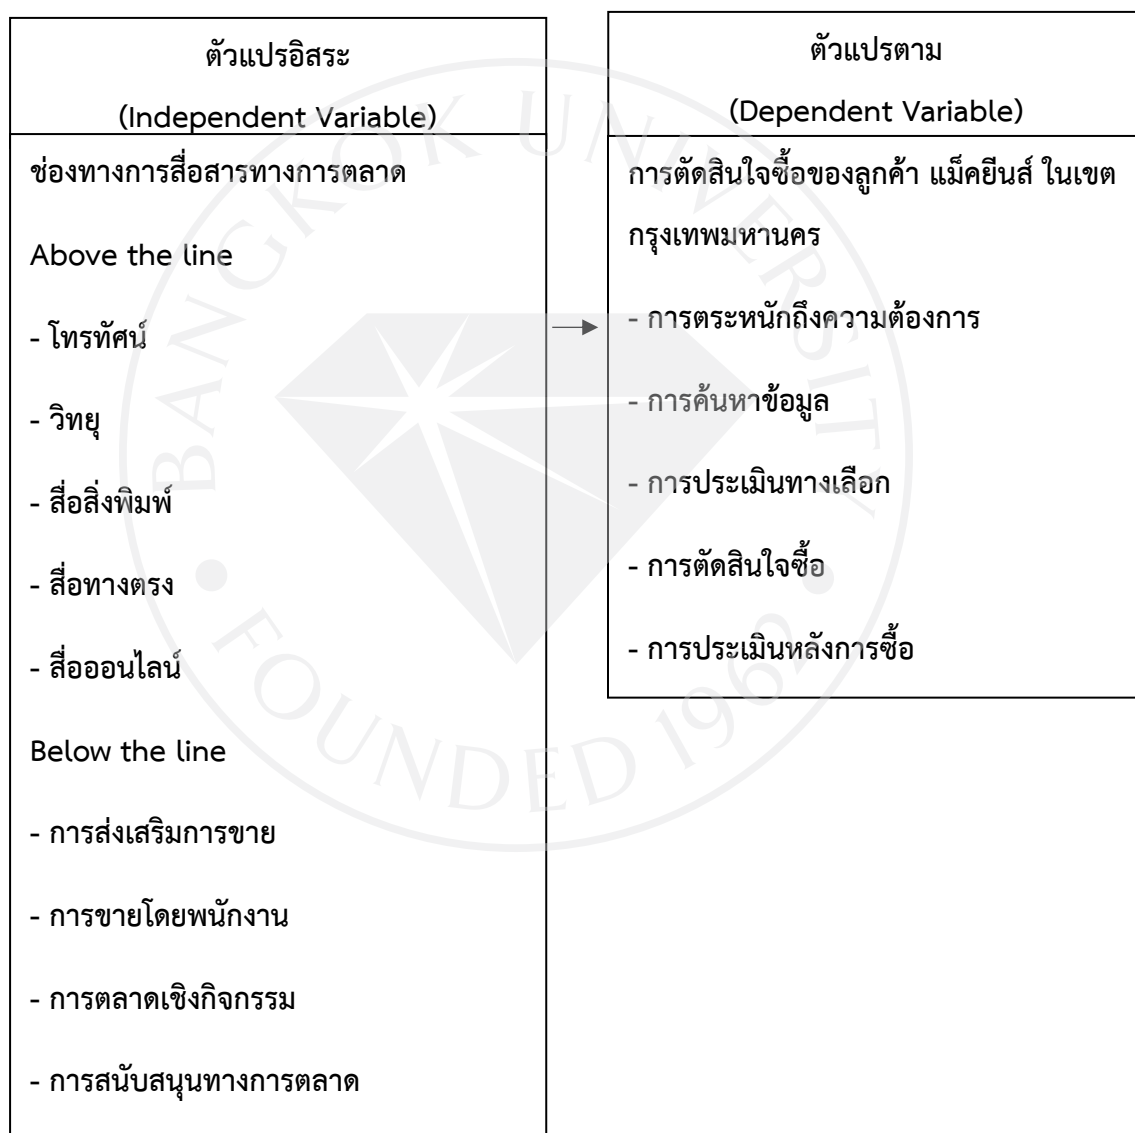 ตัวแปรอิสระ
(Independent Variable)
ช่องทางการสื่อสารทางการตลาด
Above the line
- โทรทัศน์
- วิทยุ
- สื่อสิ่งพิมพ์
- สื่อทางตรง
- สื่อออนไลน์
Below the line
- การส่งเสริมการขาย
- การขายโดยพนักงาน
- การตลาดเชิงกิจกรรม
- การสนับสนุนทางการตลาด
ตัวแปรตาม
(Dependent Variable)
การตัดสินใจซื้อของลูกค้า แม็คยีนส์ ในเขต
กรุงเทพมหานคร
- การตระหนักถึงความต้องการ
- การค้นหาข้อมูล
- การประเมินทางเลือก
- การตัดสินใจซื้อ
- การประเมินหลังการซื้อ
BANGKOK UNIVERSITY
FOUNDED 1962